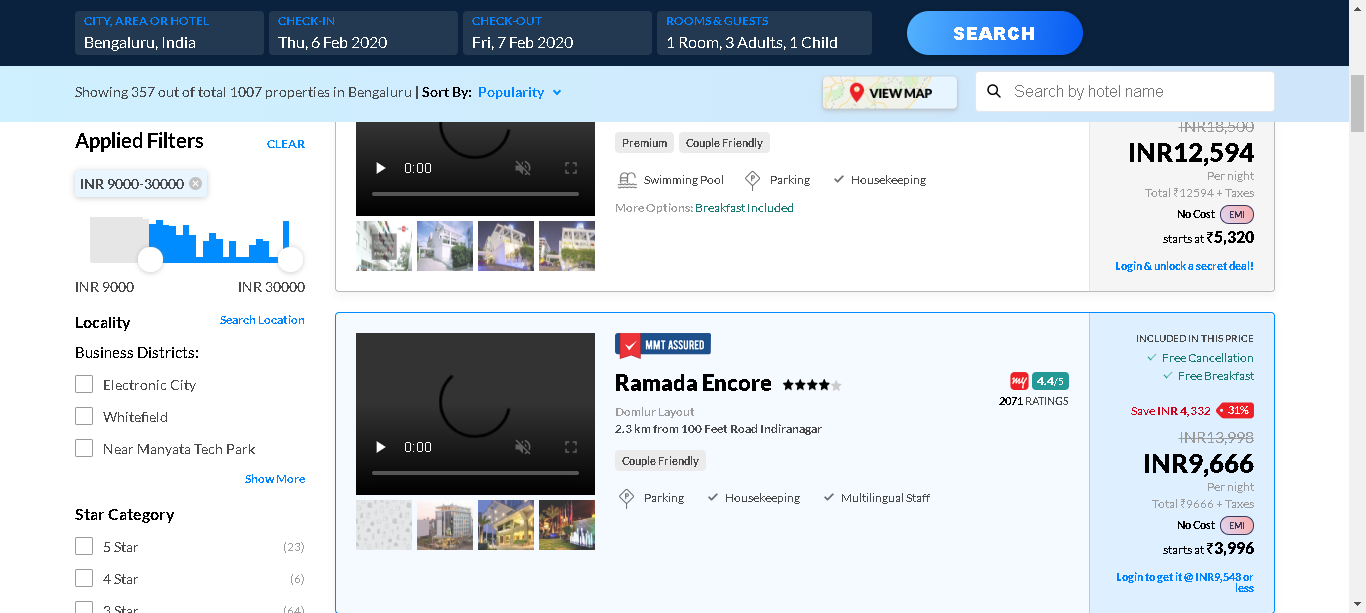 CITY, AREA OR HOTEL
Bengaluru, India
CHECK-IN
Thu, 6 Feb 2020
CHECK-OUT
Fri, 7 Feb 2020
ROOMS & GUESTS
1 Room, 3 Adults, 1 Child
SEARCH
Showing 357 out of total 1007 properties in Bengaluru | Sort By: Popularity
VIEW MAP
Search by hotel name
Applied Filters
CLEAR
INR 9000-30000
INR 9000
INR 30000
Locality
Search Location
Business Districts:
Electronic City
Whitefield
Near Manyata Tech Park
Show More
Star Category
5 Star (23)
4 Star (6)
3 Star (64)
0:00
Premium
Couple Friendly
Swimming Pool
Parking
Housekeeping
More Options: Breakfast Included
INR18,500
INR12,594
Per night
Total ₹12594 + Taxes
No Cost EMI
starts at ₹5,320
Login & unlock a secret deal!
0:00
MMT ASSURED
Ramada Encore
my 4.4/5
2071 RATINGS
Domlur Layout
2.3 km from 100 Feet Road Indiranagar
Couple Friendly
Parking
Housekeeping
Multilingual Staff
INCLUDED IN THIS PRICE
Free Cancellation
Free Breakfast
Save INR 4,332 31%
INR13,998
INR9,666
Per night
Total ₹9666 + Taxes
No Cost EMI
starts at ₹3,996
Login to get it @ INR9,548 or
less